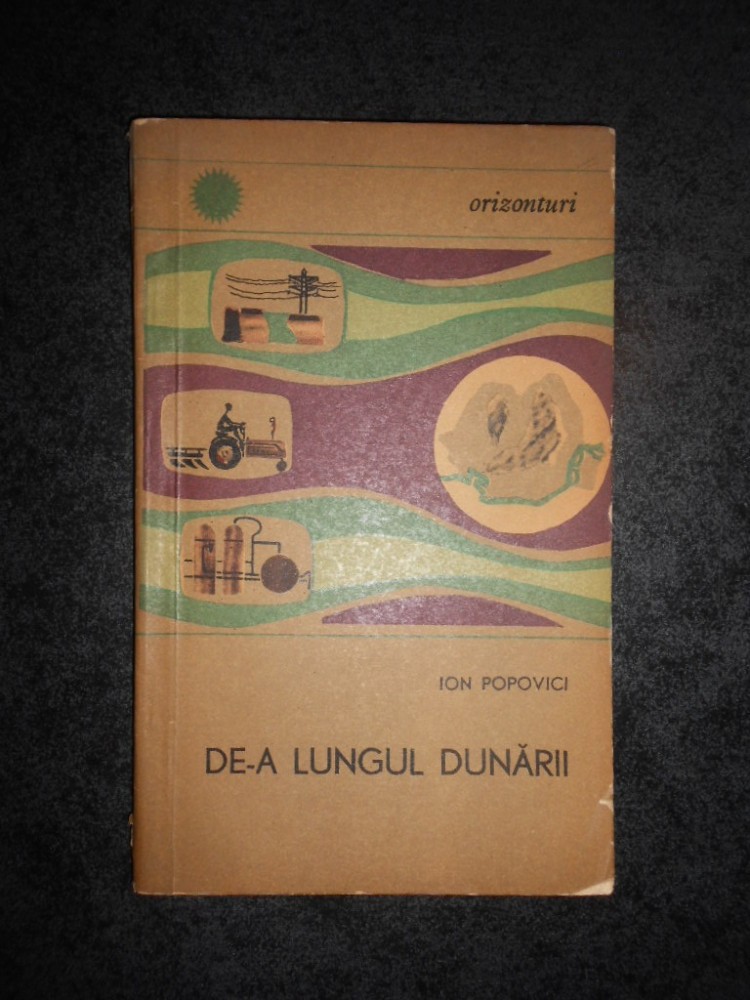 orizonturi
ION POPOVICI
DE-A LUNGUL DUNĂRII